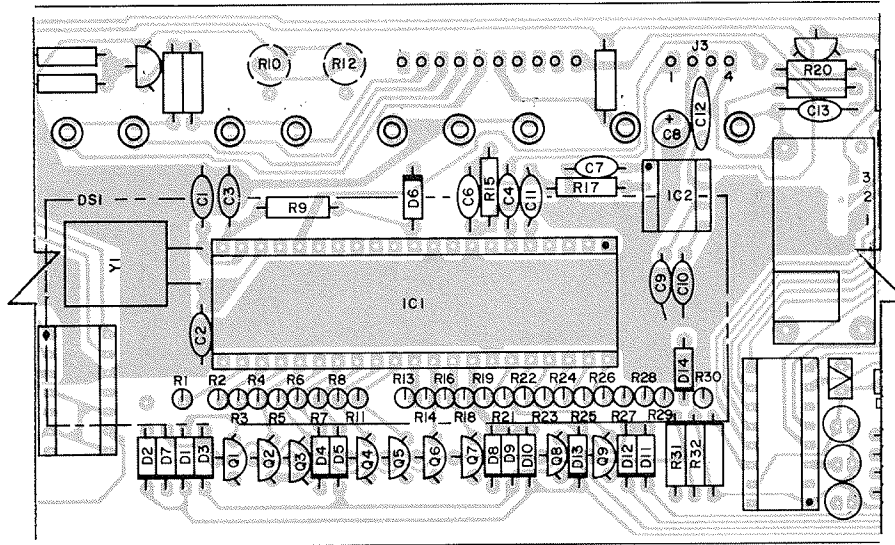 J3
R10 R12 1 4 R20
C12
+ C8 C13
DS1 C1 C3 R9 D6 C6 R15 C4 C11 C7 R17 IC2 3 2 1
Y1 IC1 C9 C10
C2
D14
R1 R2 R4 R6 R8 R13 R16 R19 R22 R24 R26 R28 R30
R3 R5 R7 R11 R14 R18 R21 R23 R25 R27 R29
D2 D7 D1 D3 Q1 Q2 Q3 D4 D5 Q4 Q5 Q6 Q7 D8 D9 D10 Q8 D13 Q9 D12 D11 R31 R32